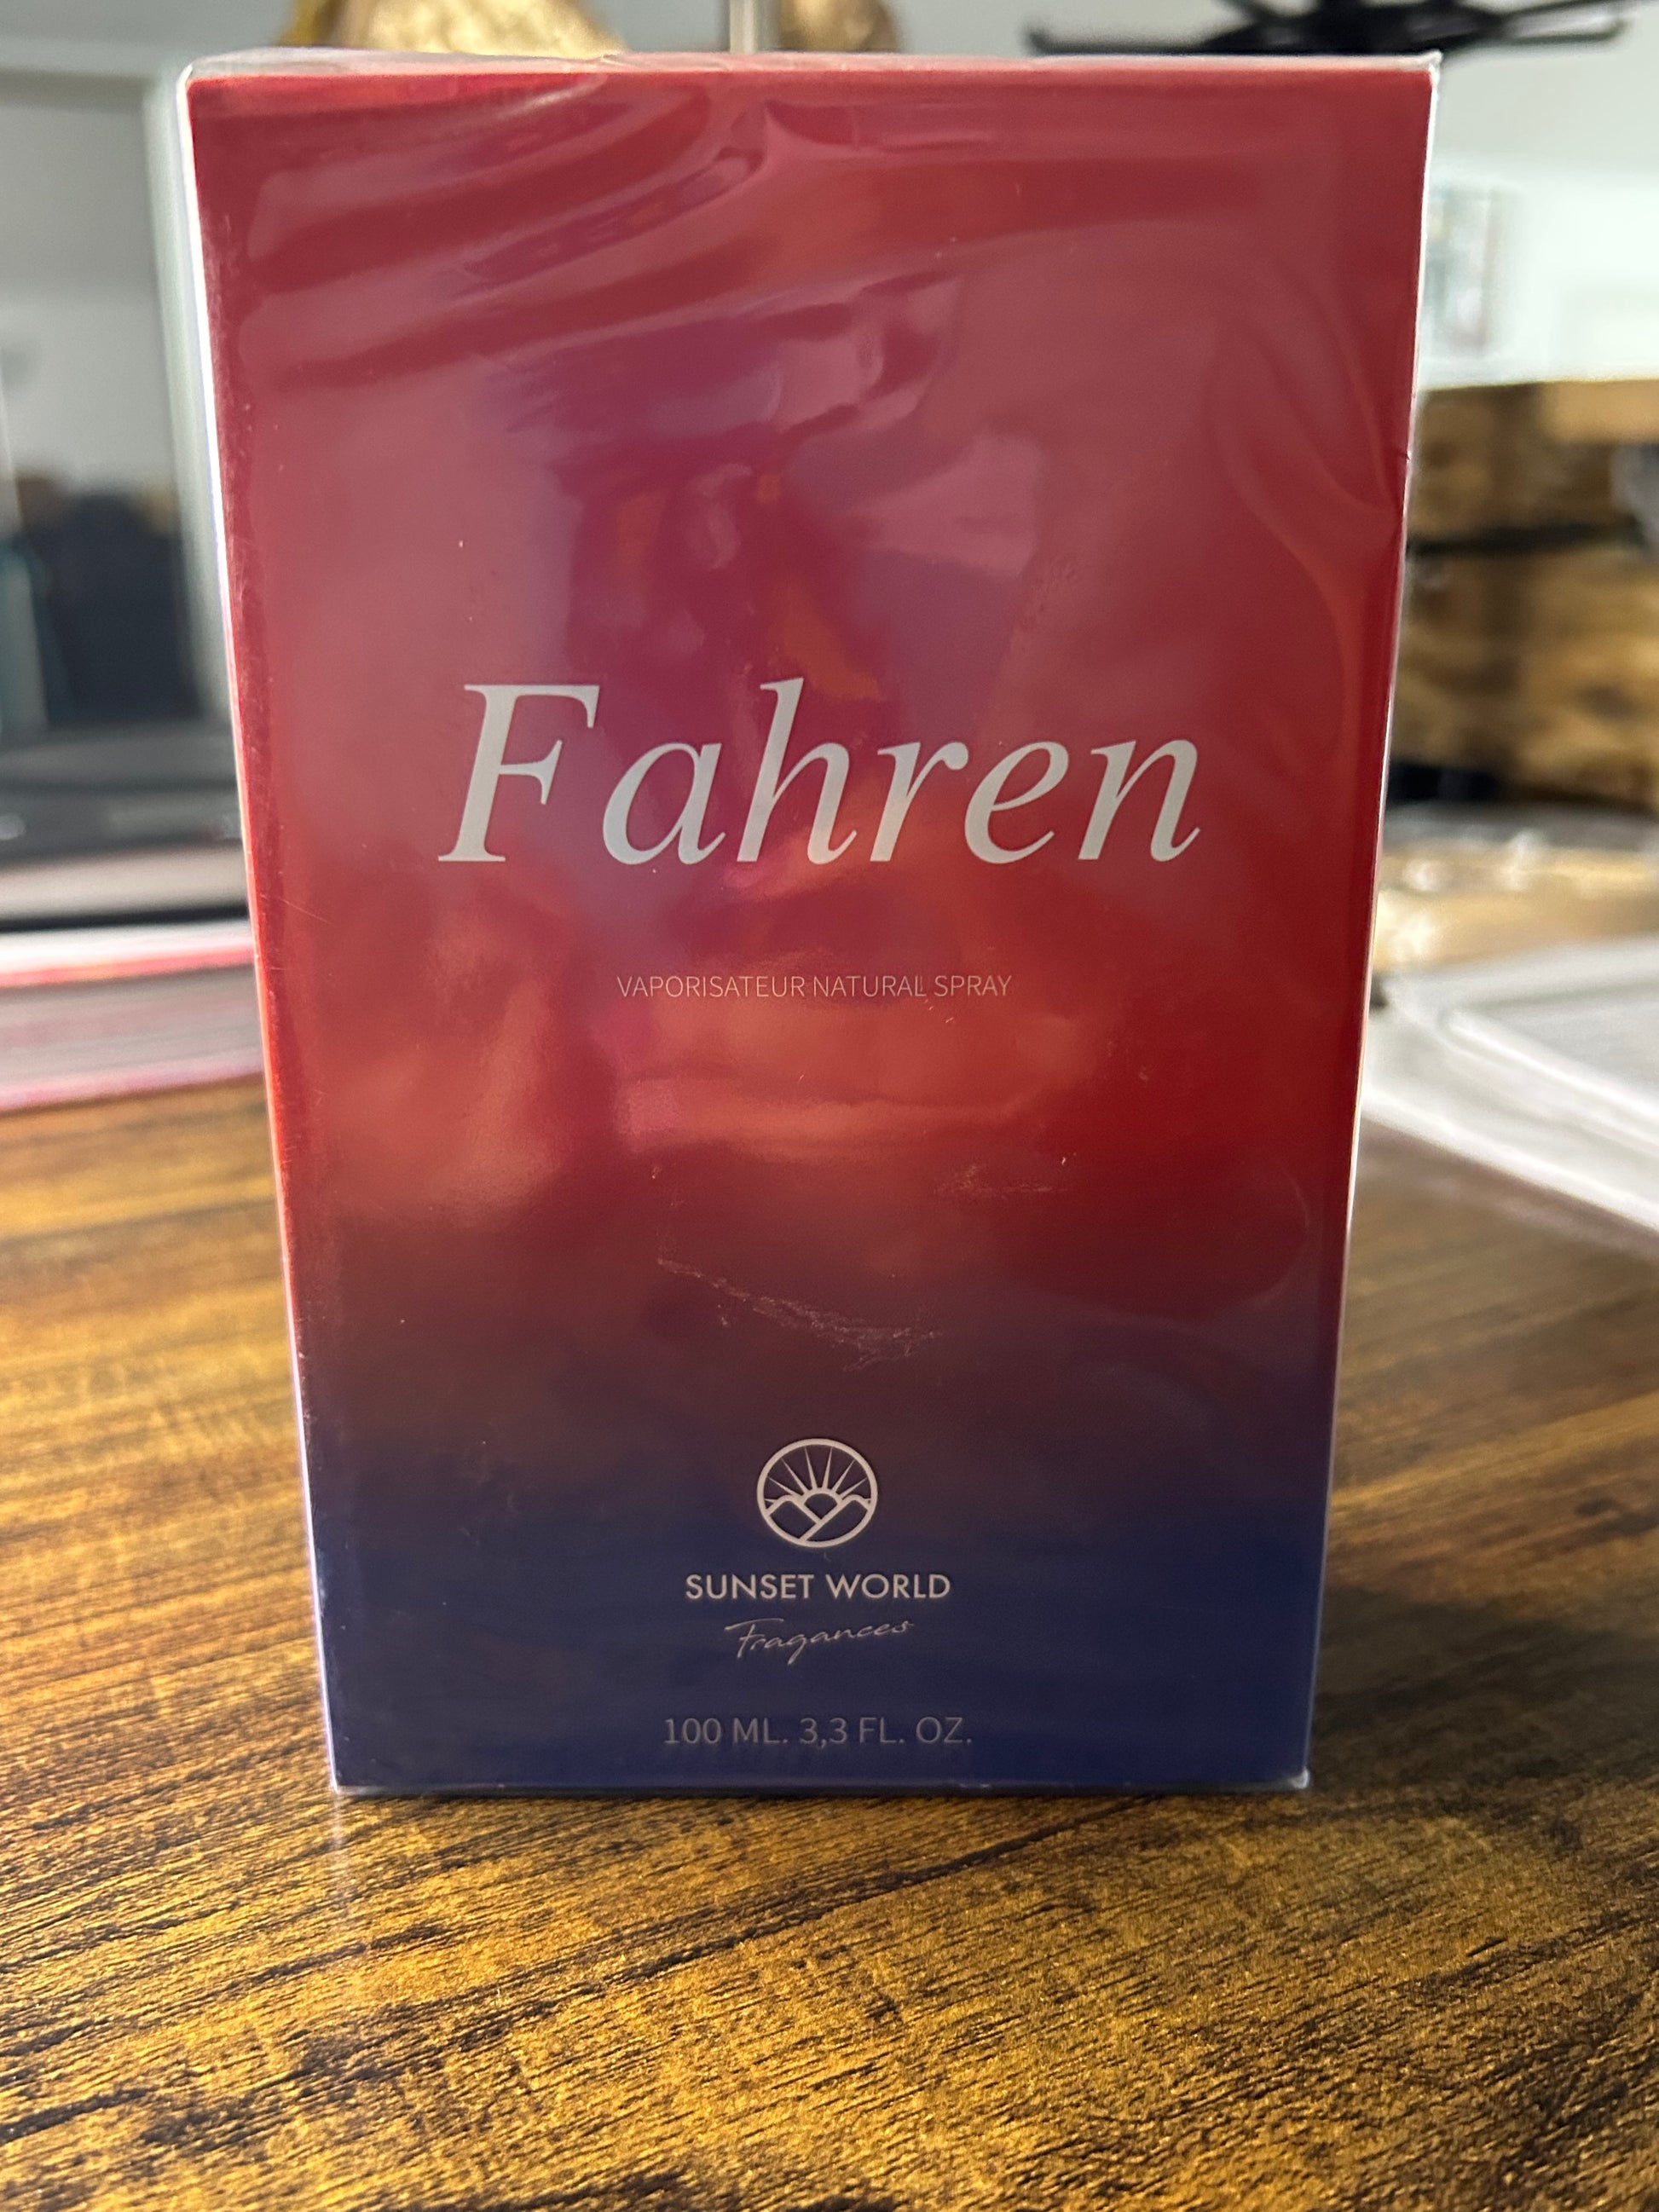 Fahren
VAPORISATEUR NATURAL SPRAY
SUNSET WORLD
Fragances
100 ML. 3,3 FL. OZ.